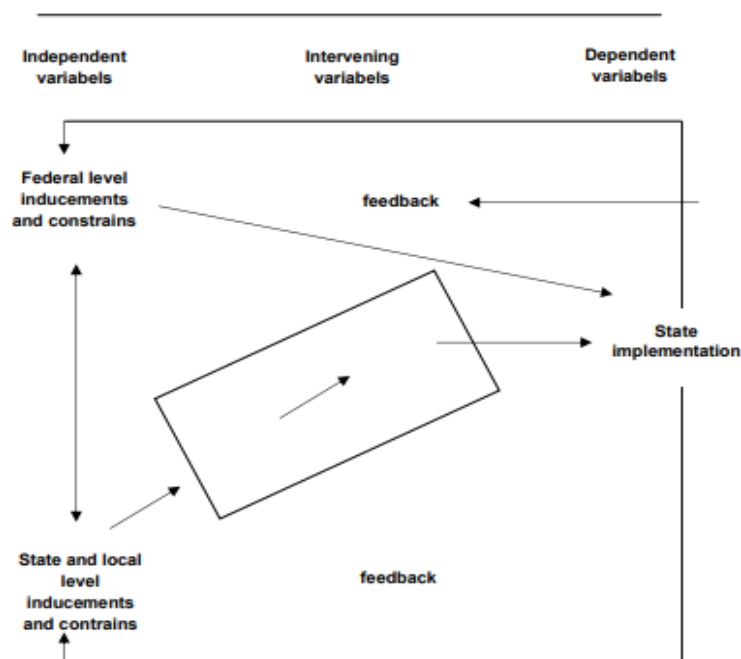 Independent
variabels
Intervening
variabels
Dependent
variabels
Federal level
inducements
and constrains
feedback
State
implementation
State and local
level
inducements
and contrains
feedback